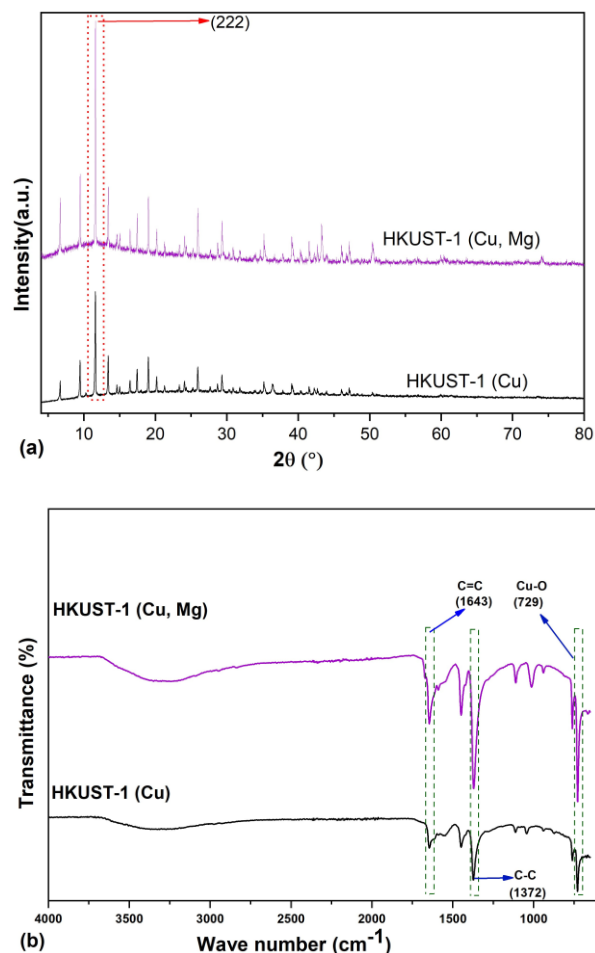 (222)
Intensity(a.u.)
HKUST-1 (Cu, Mg)
HKUST-1 (Cu)
10 20 30 40 50 60 70 80
2θ (°)
(a)
C=C
(1643)
Cu-O
(729)
HKUST-1 (Cu, Mg)
Transmittance (%)
HKUST-1 (Cu)
C-C
(1372)
4000 3500 3000 2500 2000 1500 1000
Wave number (cm⁻¹)
(b)